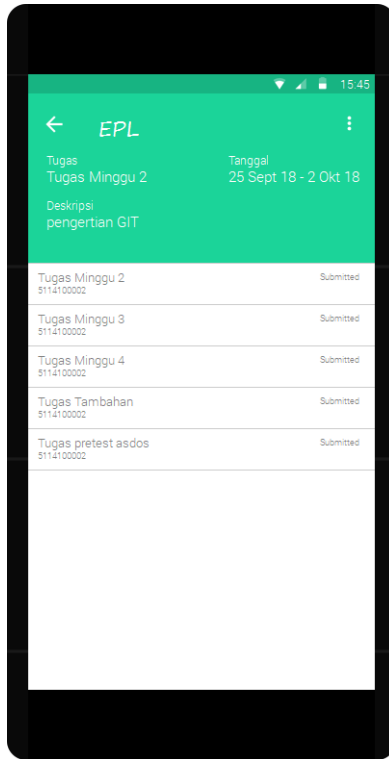 15:45
EPL
Tugas Tanggal
Tugas Minggu 2 25 Sept 18 - 2 Okt 18
Deskripsi
pengertian GIT
Tugas Minggu 2 Submitted
5114100002
Tugas Minggu 3 Submitted
5114100002
Tugas Minggu 4 Submitted
5114100002
Tugas Tambahan Submitted
5114100002
Tugas pretest asdos Submitted
5114100002